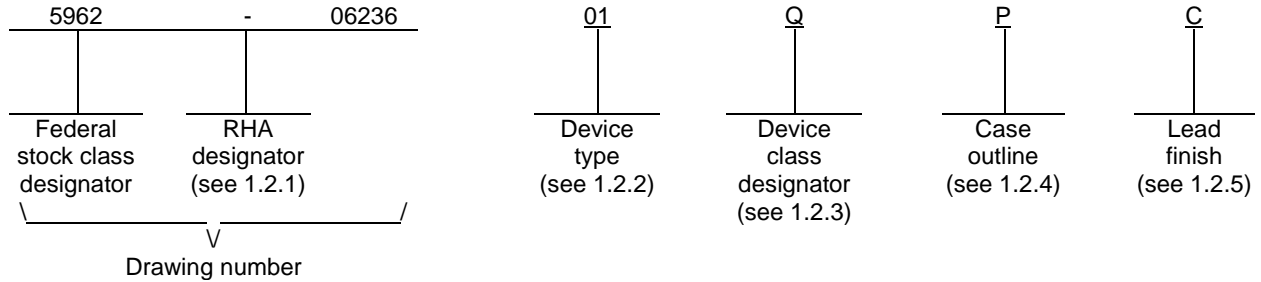 5962 - 06236 01 Q P C
Federal stock class designator
RHA designator (see 1.2.1)
Device type (see 1.2.2)
Device class designator (see 1.2.3)
Case outline (see 1.2.4)
Lead finish (see 1.2.5)
\ / \/
Drawing number